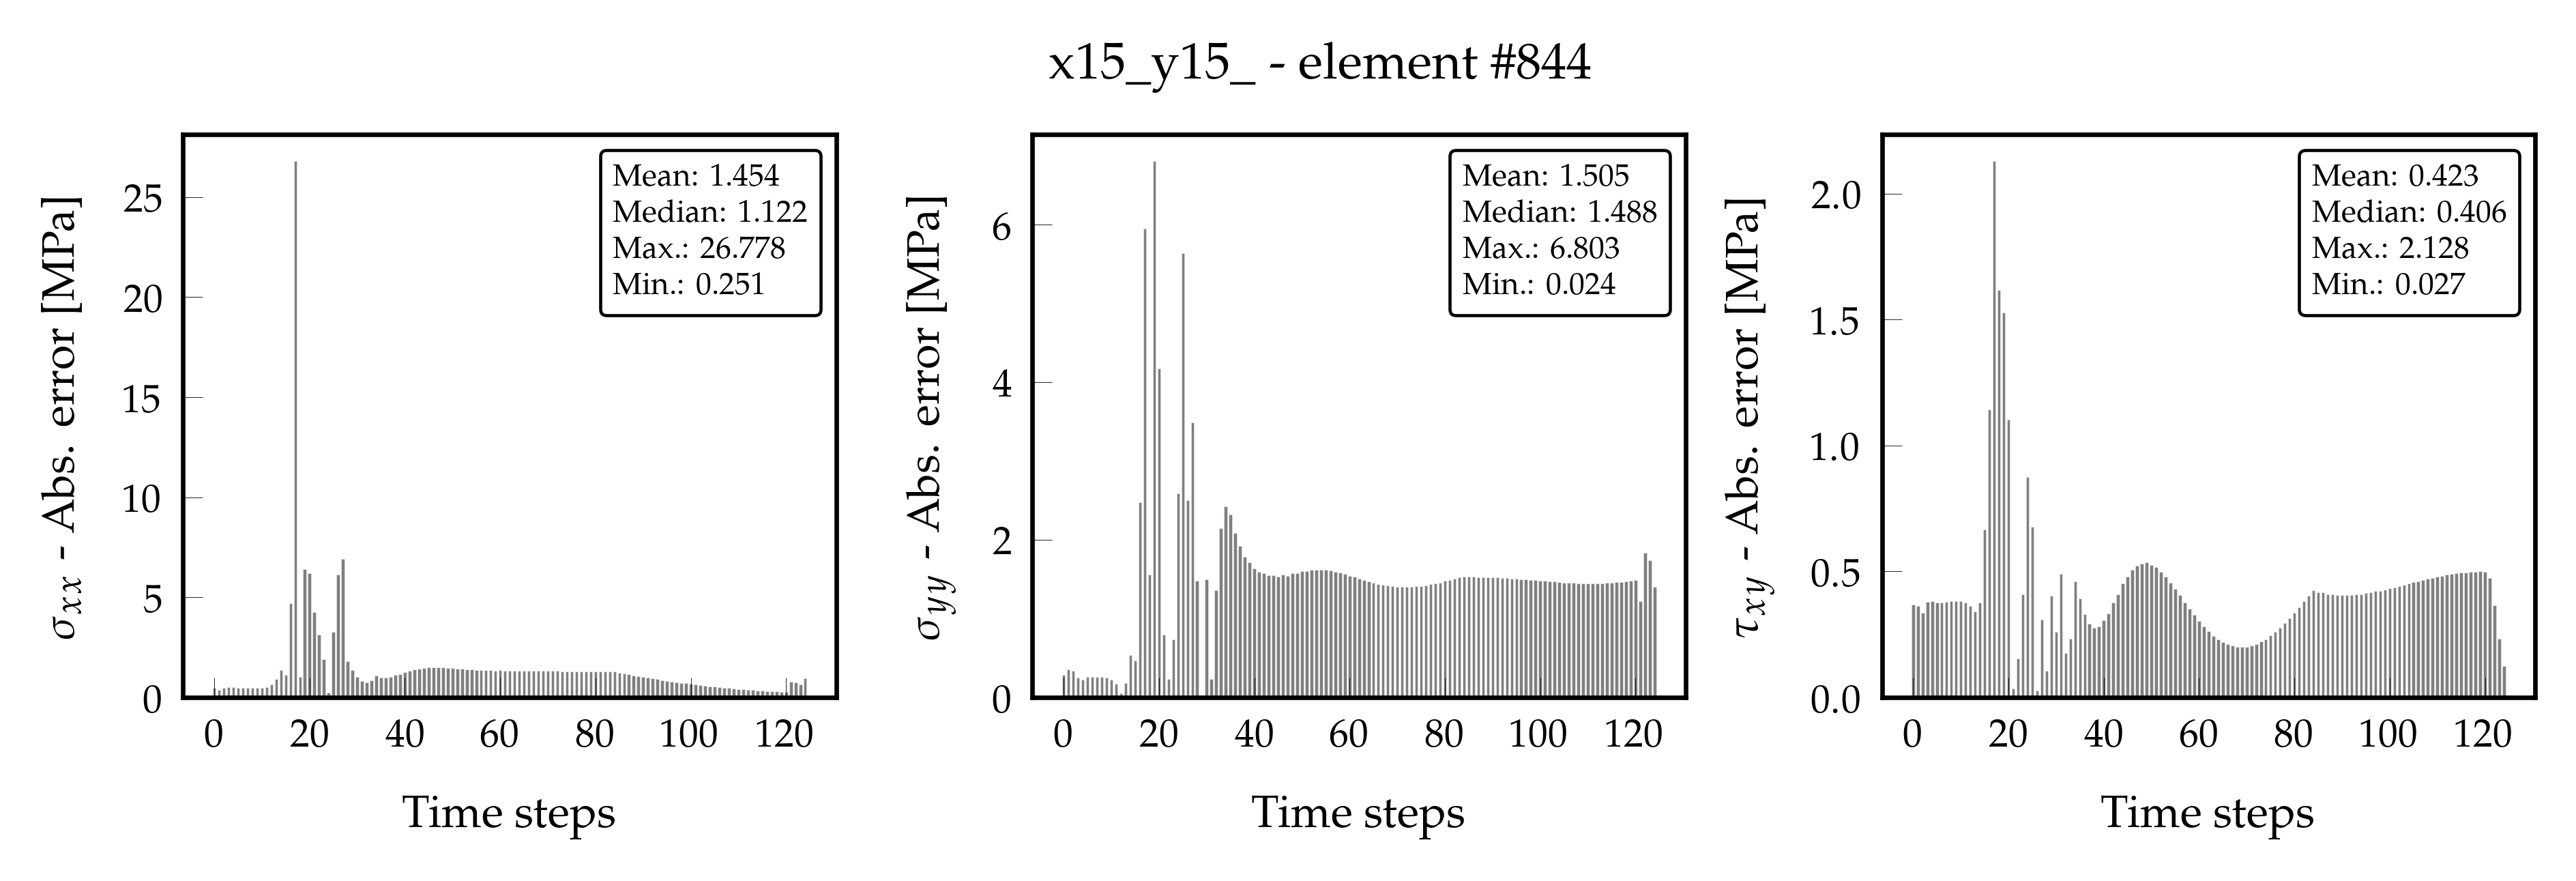 x15_y15_ - element #844
σxx - Abs. error [MPa]
25
20
15
10
5
0
0 20 40 60 80 100 120
Time steps
Mean: 1.454
Median: 1.122
Max.: 26.778
Min.: 0.251
σyy - Abs. error [MPa]
6
4
2
0
0 20 40 60 80 100 120
Time steps
Mean: 1.505
Median: 1.488
Max.: 6.803
Min.: 0.024
τxy - Abs. error [MPa]
2.0
1.5
1.0
0.5
0.0
0 20 40 60 80 100 120
Time steps
Mean: 0.423
Median: 0.406
Max.: 2.128
Min.: 0.027